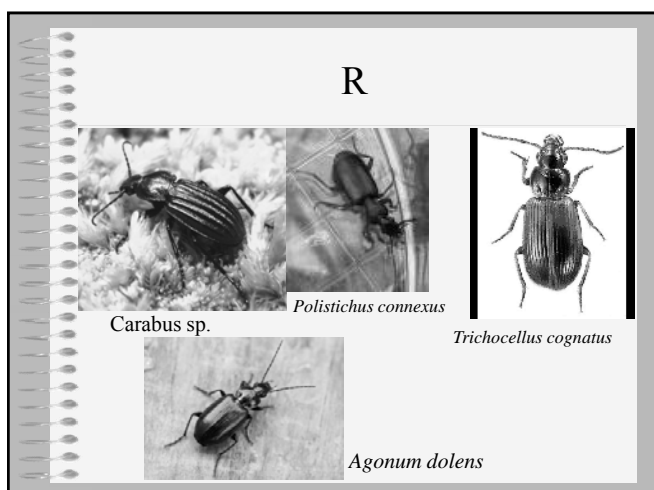 R
Carabus sp.
Polistichus connexus
Trichocellus cognatus
Agonum dolens